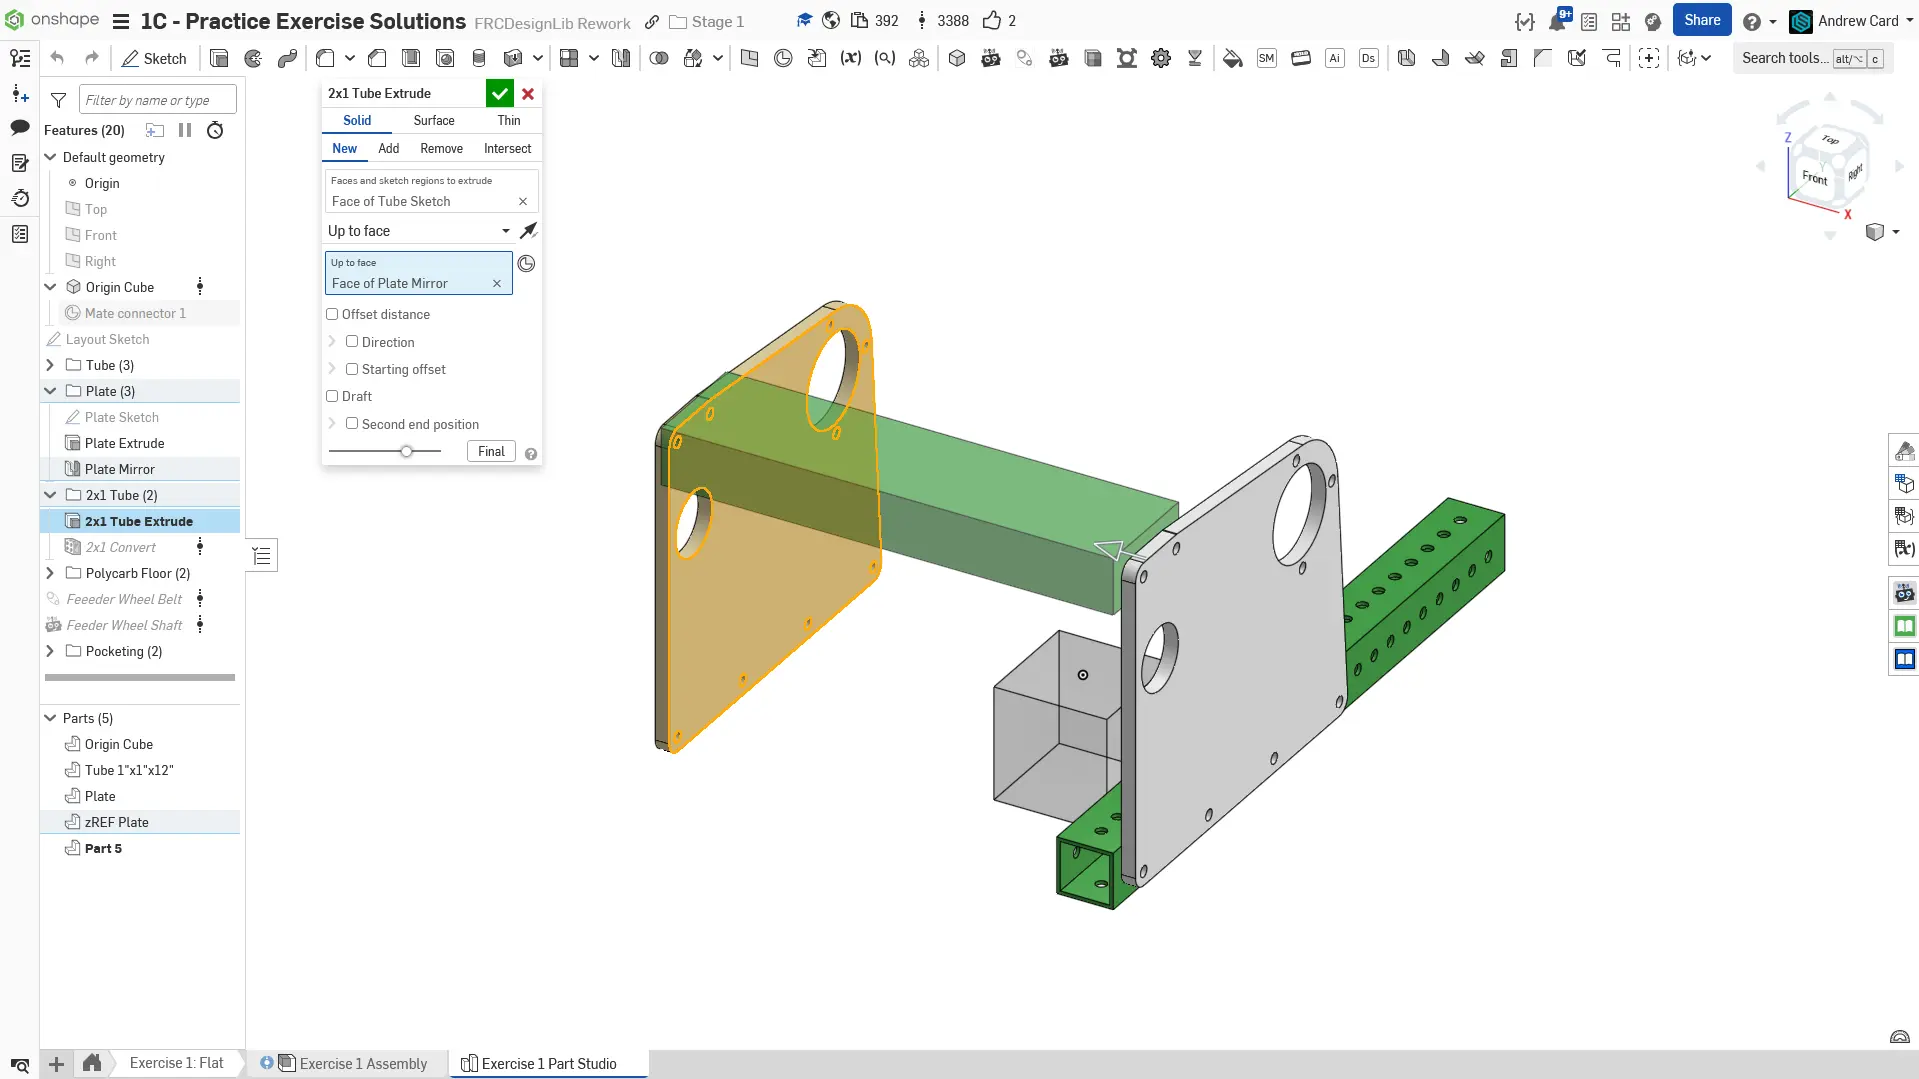 onshape
1C - Practice Exercise Solutions
FRCDesignLib Rework
Stage 1
392
3388
2
9+
Share
Andrew Card
Sketch
SM
Ai
Ds
Search tools...
alt/⌥
c
Filter by name or type
Features (20)
Default geometry
Origin
Top
Front
Right
Origin Cube
Mate connector 1
Layout Sketch
Tube (3)
Plate (3)
Plate Sketch
Plate Extrude
Plate Mirror
2x1 Tube (2)
2x1 Tube Extrude
2x1 Convert
Polycarb Floor (2)
Feeeder Wheel Belt
Feeder Wheel Shaft
Pocketing (2)
Parts (5)
Origin Cube
Tube 1"x1"x12"
Plate
zREF Plate
Part 5
2x1 Tube Extrude
Solid
Surface
Thin
New
Add
Remove
Intersect
Faces and sketch regions to extrude
Face of Tube Sketch
Up to face
Up to face
Face of Plate Mirror
Offset distance
Direction
Starting offset
Draft
Second end position
Final
Z
Top
Y
Front
Right
X
Exercise 1: Flat
Exercise 1 Assembly
Exercise 1 Part Studio